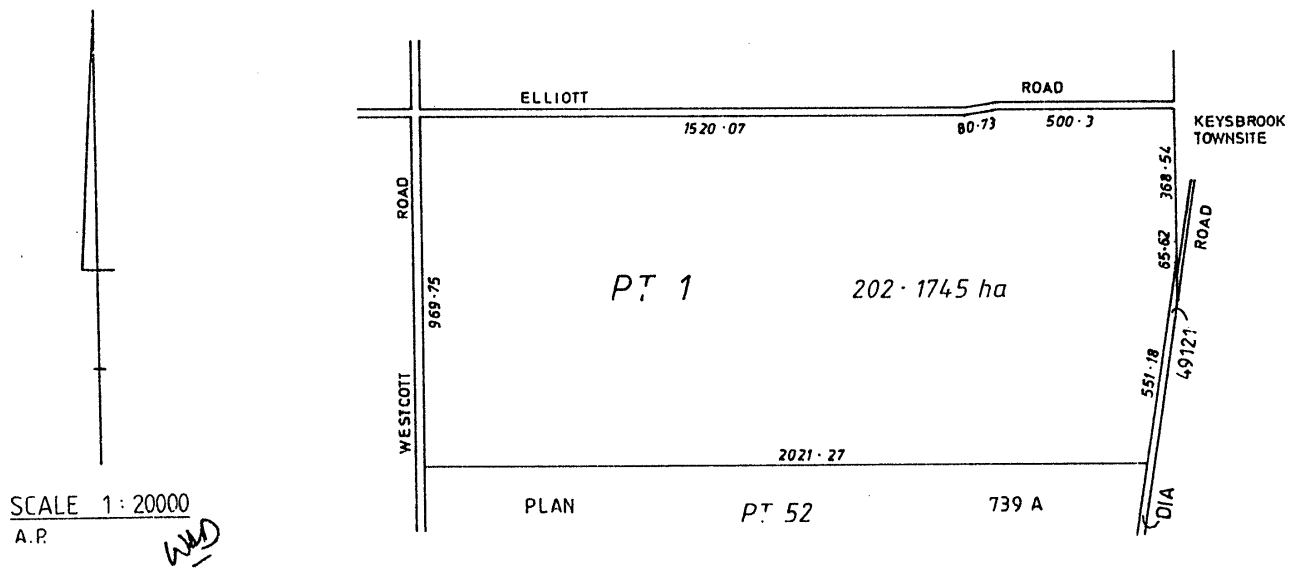 ELLIOTT ROAD
1520·07 80·73 500·3
KEYSBROOK
TOWNSITE
368·54
ROAD
ROAD
65·62
PT 1 202·1745 ha
969·75
49121
551·18
WESTCOTT
2021·27
PLAN PT 52 739 A
DIA
SCALE 1:20000
A.P.